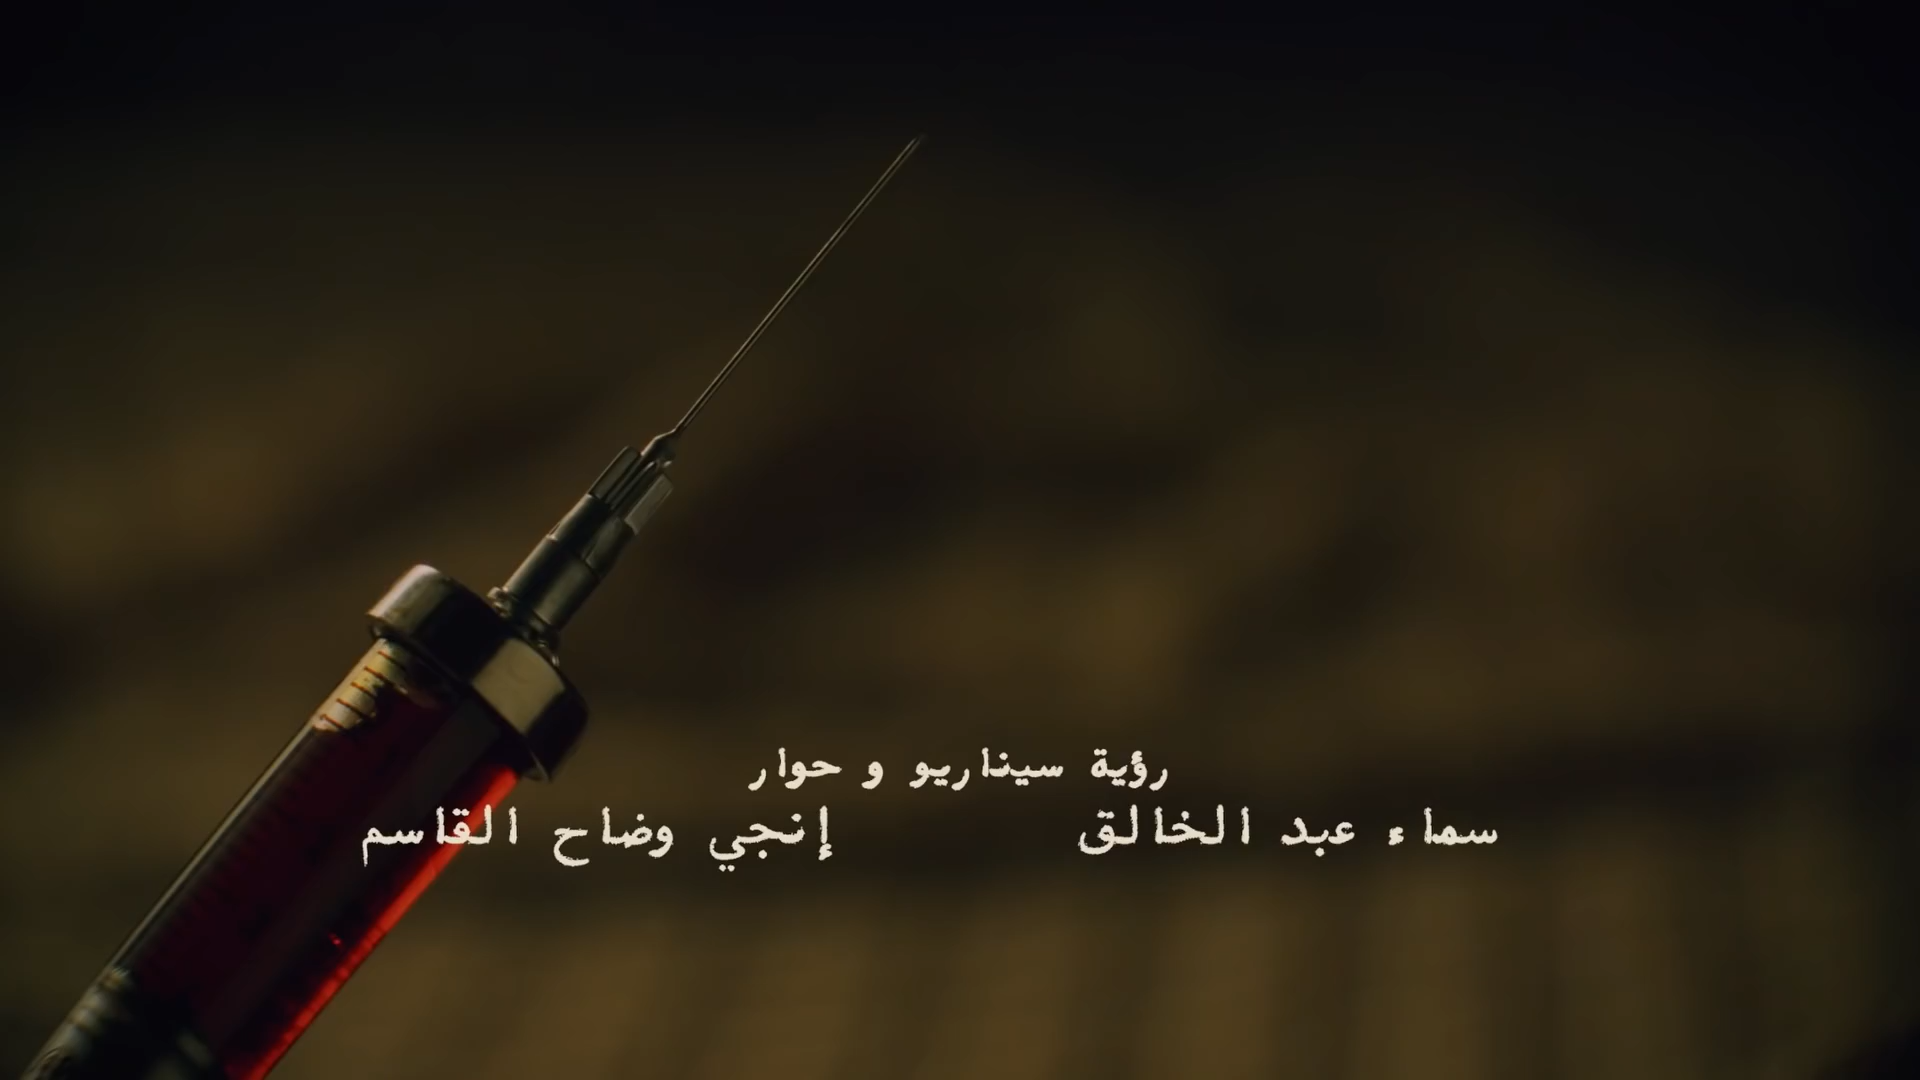 رؤية سيناريو و حوار
سماء عبد الخالق
إنجي وضاح القاسم